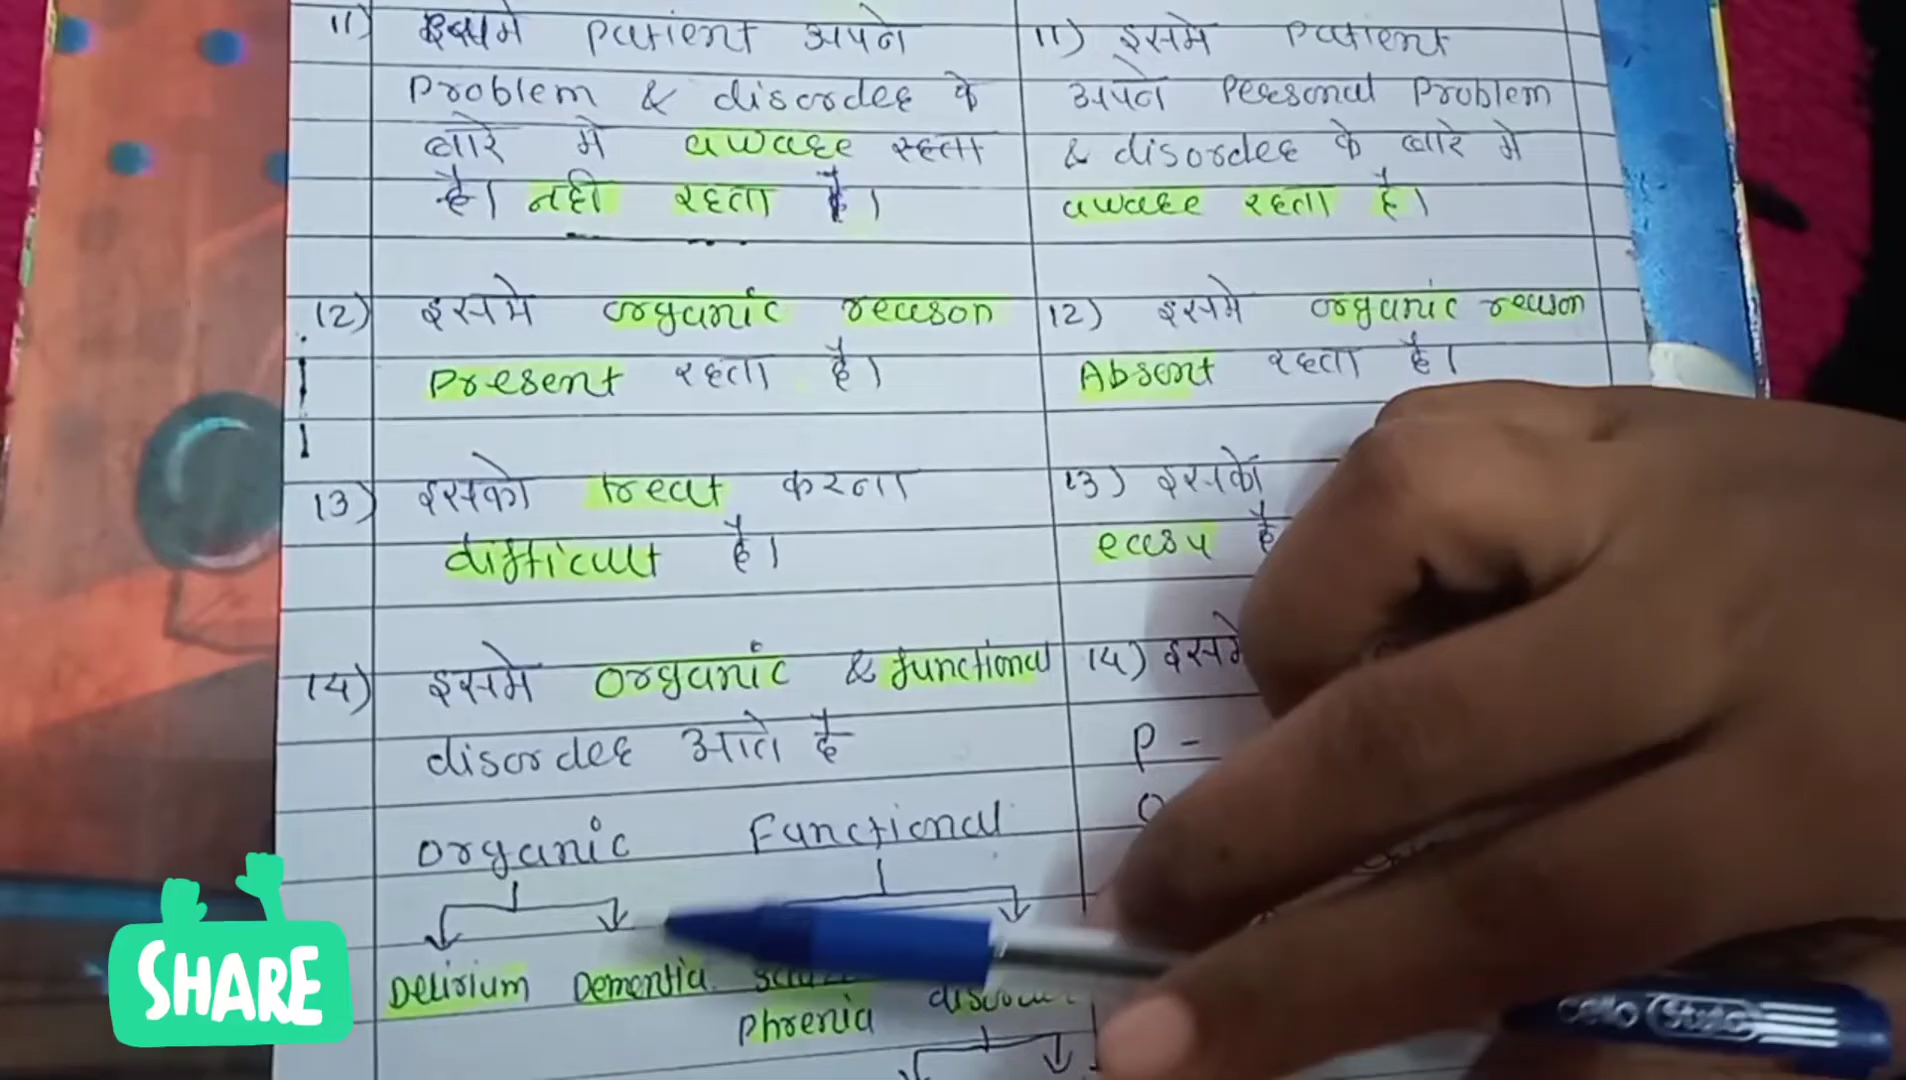 11) इसमे patient अपने
problem & disorder के
बारे मे aware रहता
है। नही रहता है।
12) इसमे organic reason
Present रहता है।
13) इसको treat करना
difficult है।
14) इसमे organic & functional
disorder आते है
organic Functional
Delirium Dementia
Phrenia
11) इसमे patient
अपने Personal problem
& disorder के बारे मे
aware रहता है।
12) इसमे organic reason
Absent रहता है।
13) इसको
easy है
14) इसमे
P -
O
SHARE
cello